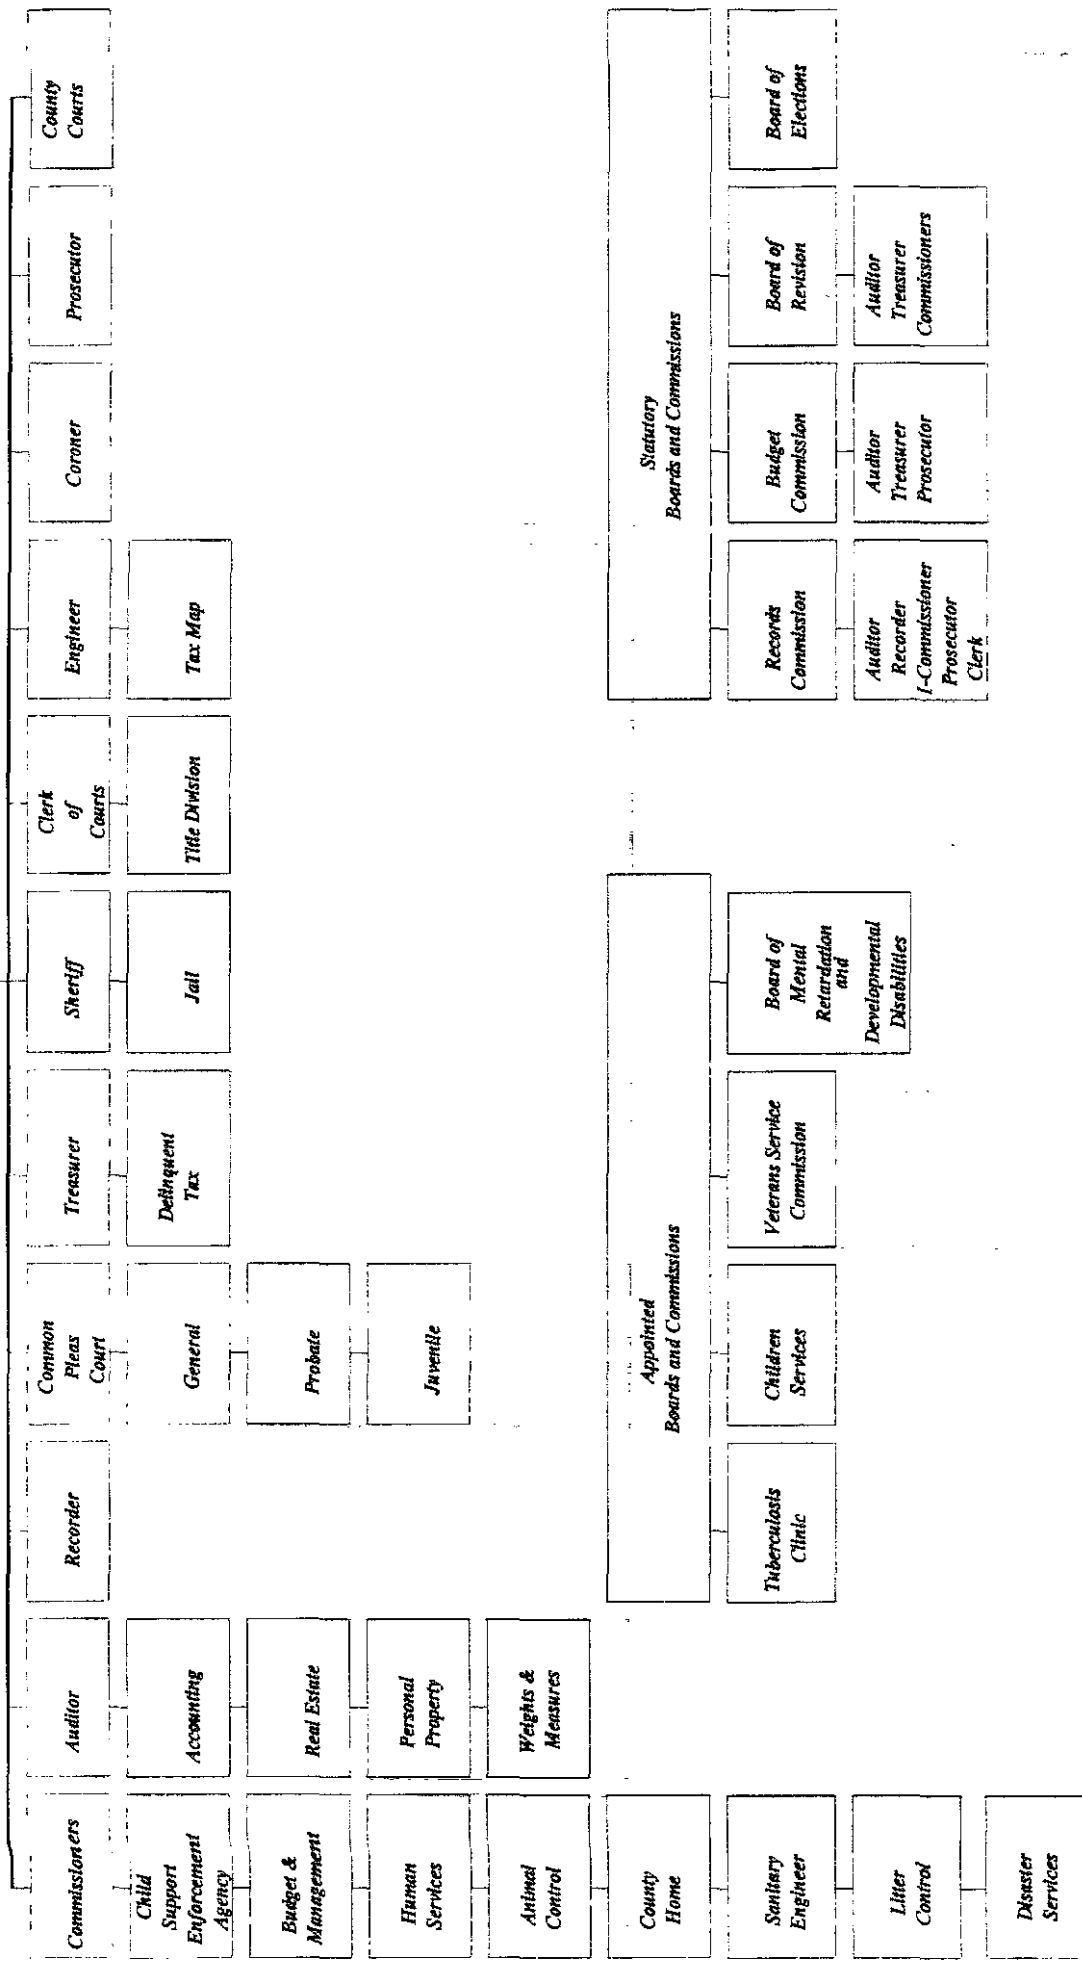 Commissioners
Auditor
Recorder
Common
Pleas
Court
Treasurer
Sheriff
Clerk
of
Courts
Engineer
Coroner
Prosecutor
County
Courts
Child
Support
Enforcement
Agency
Accounting
General
Delinquent
Tax
Jail
Title Division
Tax Map
Budget &
Management
Real Estate
Probate
Human
Services
Personal
Property
Juvenile
Animal
Control
Weights &
Measures
County
Home
Sanitary
Engineer
Litter
Control
Disaster
Services
Appointed
Boards and Commissions
Tuberculosis
Clinic
Children
Services
Veterans Service
Commission
Board of
Mental
Retardation
and
Developmental
Disabilities
Statutory
Boards and Commissions
Records
Commission
Budget
Commission
Board of
Revision
Board of
Elections
Auditor
Recorder
1-Commissioner
Prosecutor
Clerk
Auditor
Treasurer
Prosecutor
Auditor
Treasurer
Commissioners